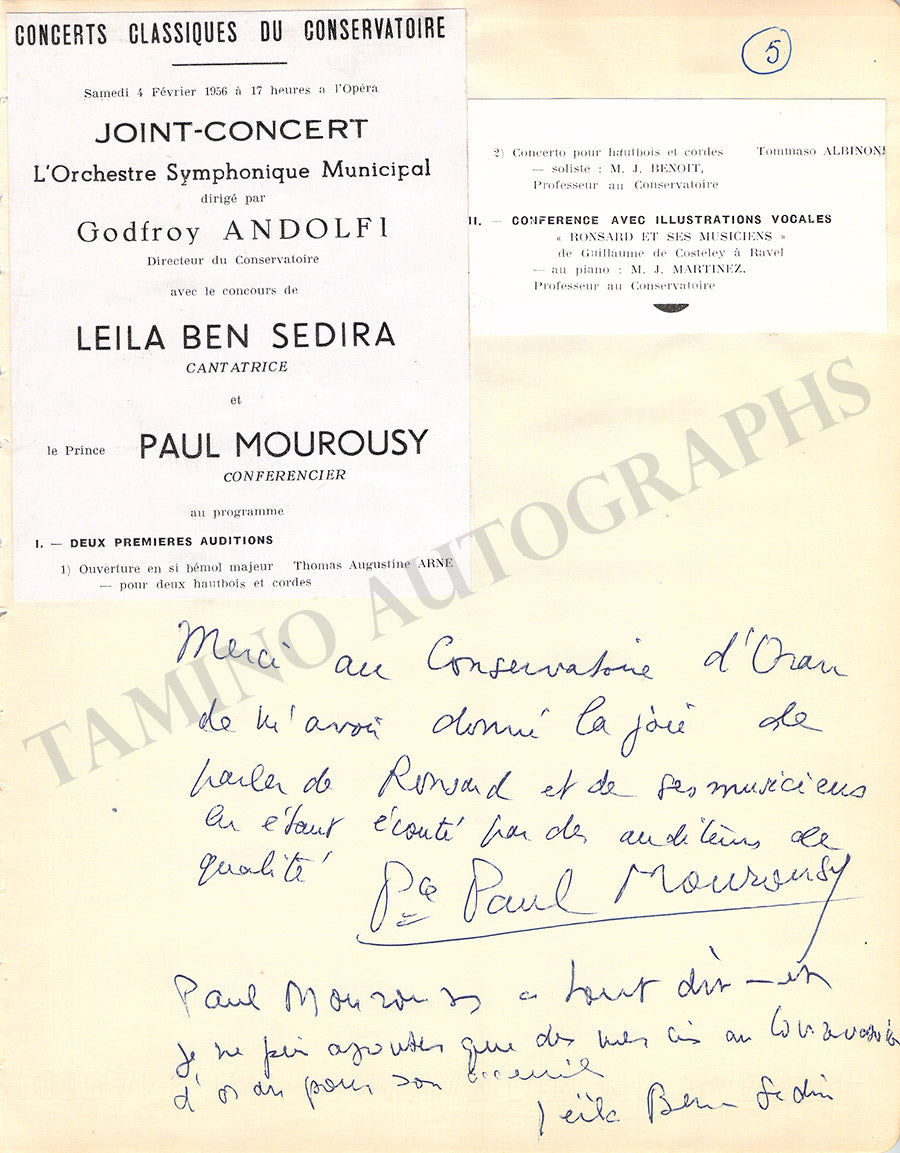 CONCERTS CLASSIQUES DU CONSERVATOIRE
Samedi 4 Février 1956 à 17 heures a l'Opéra
JOINT-CONCERT
L'Orchestre Symphonique Municipal
dirigé par
Godfroy ANDOLFI
Directeur du Conservatoire
avec le concours de
LEILA BEN SEDIRA
CANTATRICE
et
le Prince PAUL MOUROUSY
CONFERENCIER
au programme
I. — DEUX PREMIERES AUDITIONS
1) Ouverture en si bémol majeur Thomas Augustine ARNE
— pour deux hautbois et cordes
5
2) Concerto pour hautbois et cordes Tommaso ALBINONI
— soliste : M. J. BENOIT,
Professeur au Conservatoire
II. — CONFERENCE AVEC ILLUSTRATIONS VOCALES
« RONSARD ET SES MUSICIENS »
de Guillaume de Costeley à Ravel
— au piano : M. J. MARTINEZ,
Professeur au Conservatoire
TAMINO AUTOGRAPHS
Merci au Conservatoire d'Oran
de m'avoir donné la joie de
parler de Ronsard et de ses musiciens
en étant écouté par des auditeurs de
qualité
Pce Paul Mourousy
Paul Mourousy a tout dit — et
je ne puis ajouter que des mercis au Conservatoire
d'Oran pour son accueil
Leïla Ben Sedira